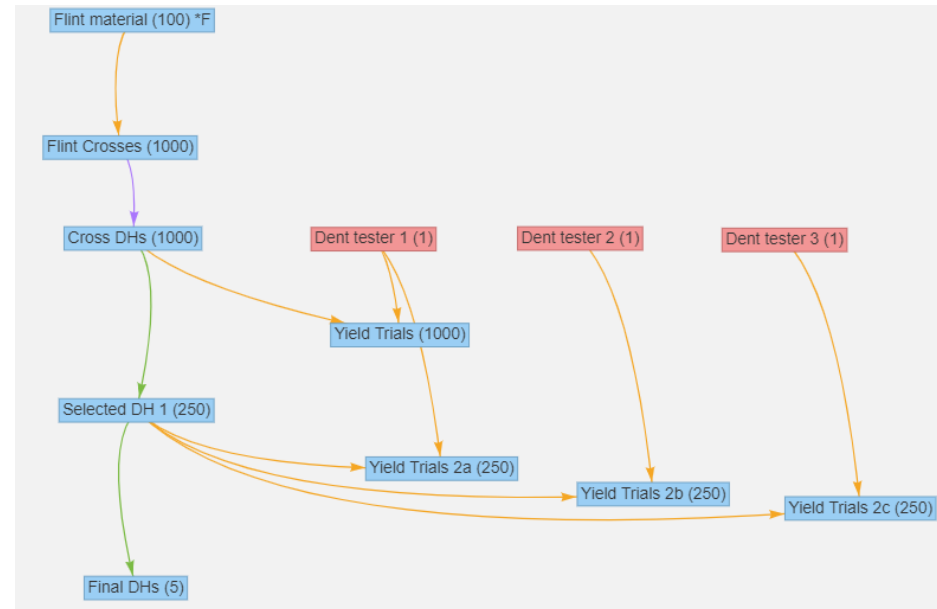 Flint material (100) *F
Flint Crosses (1000)
Cross DHs (1000)
Dent tester 1 (1)
Dent tester 2 (1)
Dent tester 3 (1)
Yield Trials (1000)
Selected DH 1 (250)
Yield Trials 2a (250)
Yield Trials 2b (250)
Yield Trials 2c (250)
Final DHs (5)